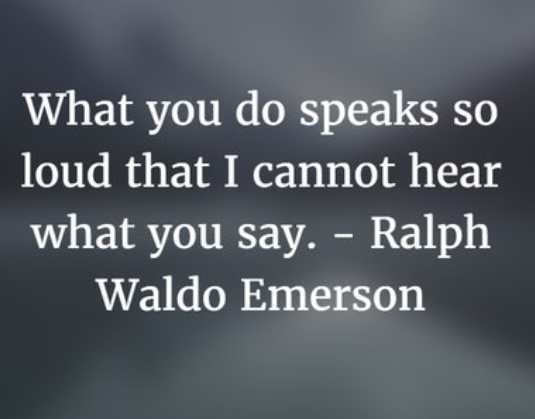 What you do speaks so
loud that I cannot hear
what you say. - Ralph
Waldo Emerson